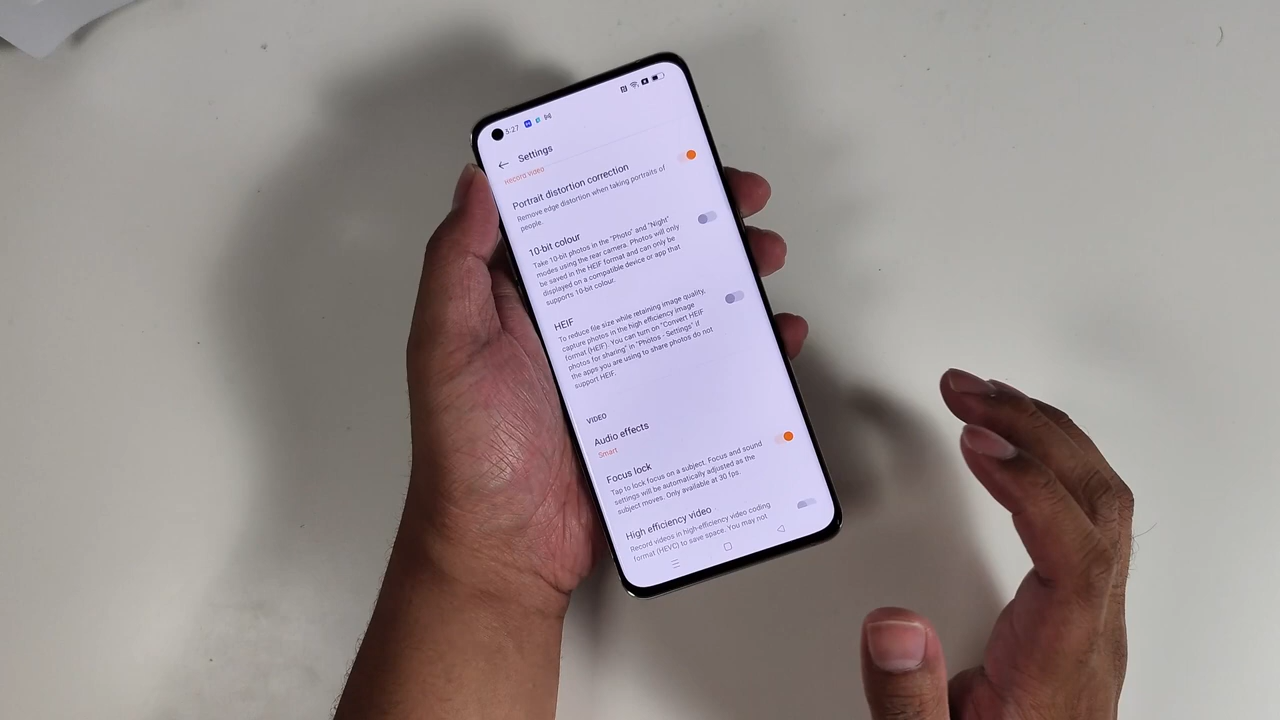 3:27
Settings
Record video
Portrait distortion correction
Remove edge distortion when taking portraits of
people.
10-bit colour
Take 10-bit photos in the "Photo" and "Night"
modes using the rear camera. Photos will only
be saved in the HEIF format and can only be
displayed on a compatible device or app that
supports 10-bit colour.
HEIF
To reduce file size while retaining image quality,
capture photos in the high efficiency image
format (HEIF). You can turn on "Convert HEIF
photos for sharing" in "Photos - Settings" if
the apps you are using to share photos do not
support HEIF.
VIDEO
Audio effects
Smart
Focus lock
Tap to lock focus on a subject. Focus and sound
settings will be automatically adjusted as the
subject moves. Only available at 30 fps.
High efficiency video
Record videos in high-efficiency video coding
format (HEVC) to save space. You may not